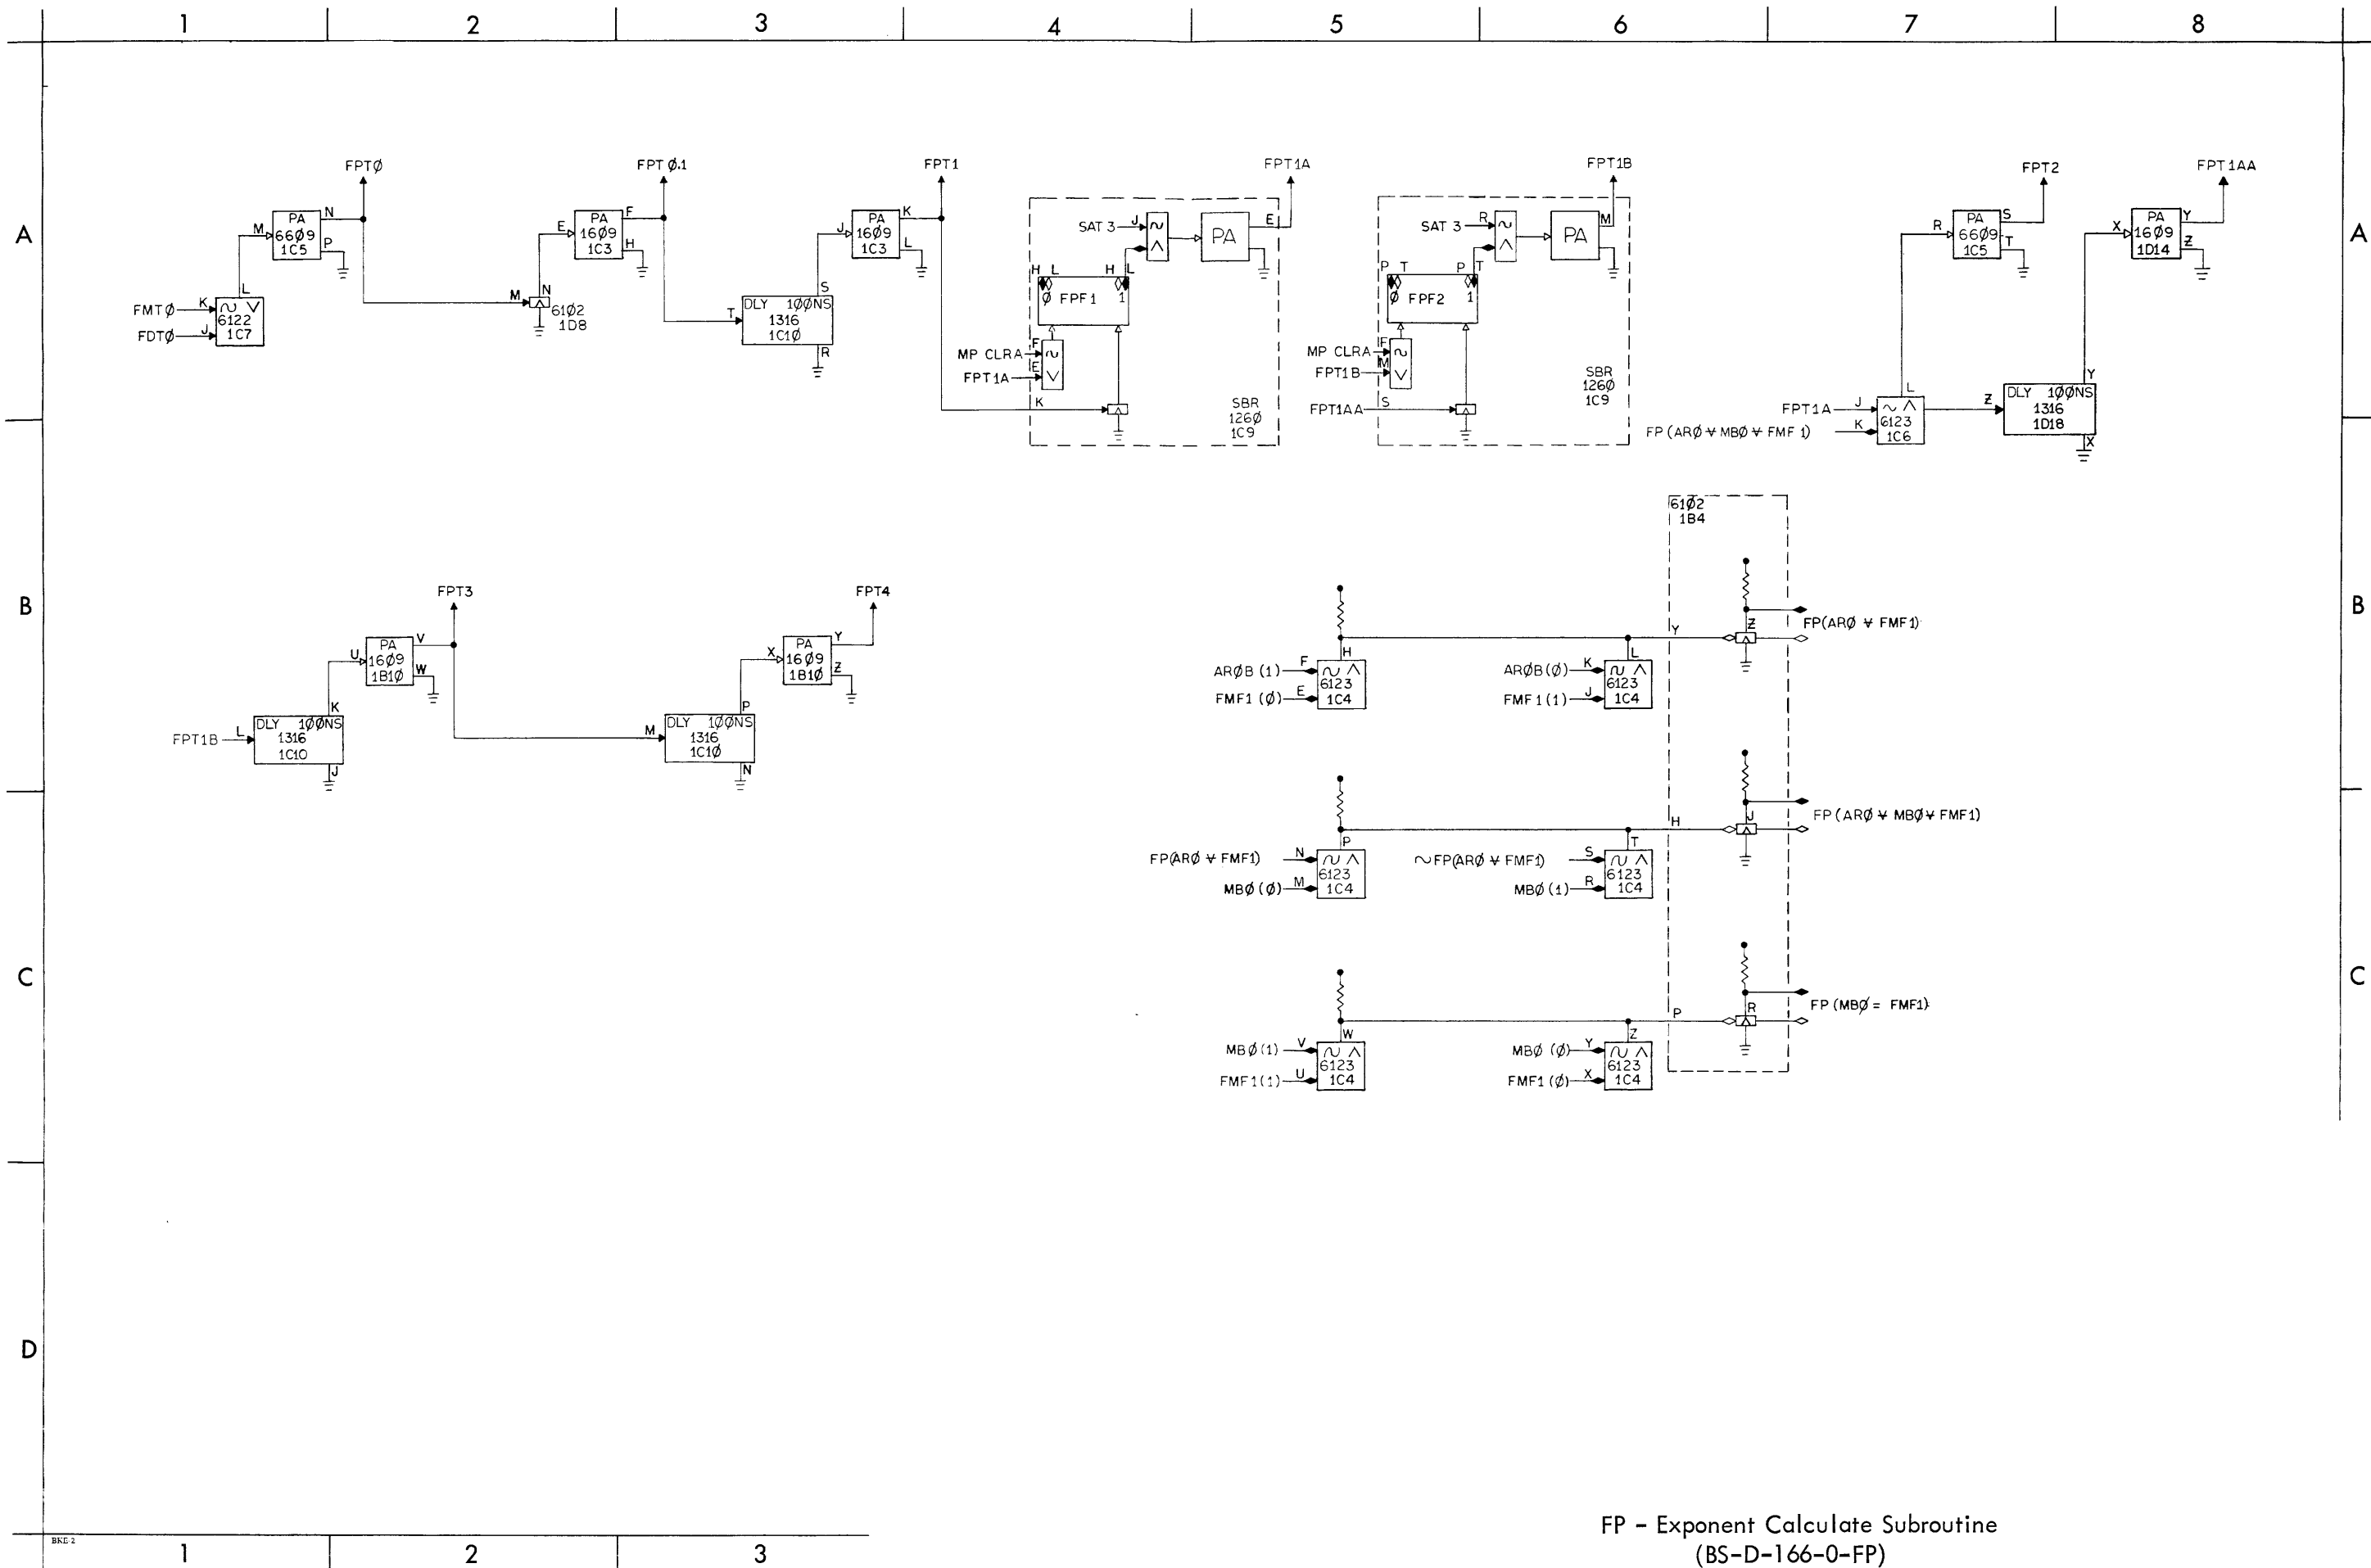 1 2 3 4 5 6 7 8
A
FPTØ
FPT Ø.1
FPT1
FPT1A
FPT1B
FPT2
FPT1AA
M PA 66Ø9 1C5 N P
L
FMTØ K
FDTØ J
∿ V 6122 1C7
M N 61Ø2 1D8
E PA 16Ø9 1C3 F H
T DLY 1ØØNS 1316 1C1Ø S R
J PA 16Ø9 1C3 K L
SAT 3 J ∿ Λ PA E
H L H L
Ø FPF1 1
MP CLRA F ∿
FPT1A E V
K
SBR 126Ø 1C9
SAT 3 R ∿ Λ PA M
P T P T
Ø FPF2 1
MP CLRA F ∿
FPT1B M V
FPT1AA S
SBR 126Ø 1C9
R PA 66Ø9 1C5 S T
L
FPT1A J
FP (ARØ ⩝ MBØ ⩝ FMF 1) K
∿ Λ 6123 1C6
Z DLY 1ØØNS 1316 1D18 Y X
X PA 16Ø9 1D14 Y Z
A
B
FPT3
FPT4
FPT1B L DLY 1ØØNS 1316 1C1O K J
U PA 16Ø9 1B1Ø V W
M DLY 1ØØNS 1316 1C1Ø P N
X PA 16Ø9 1B1Ø Y Z
61Ø2 1B4
ARØB (1) F
FMF1 (Ø) E
H ∿ Λ 6123 1C4
ARØB (Ø) K
FMF1 (1) J
L ∿ Λ 6123 1C4
Y Z
FP(ARØ ⩝ FMF1)
B
C
FP(ARØ ⩝ FMF1) N
MBØ (Ø) M
P ∿ Λ 6123 1C4
∿FP(ARØ ⩝ FMF1) S
MBØ (1) R
T ∿ Λ 6123 1C4
H J
FP (ARØ ⩝ MBØ ⩝ FMF1)
MBØ (1) V
FMF1 (1) U
W ∿ Λ 6123 1C4
MBØ (Ø) Y
FMF1 (Ø) X
Z ∿ Λ 6123 1C4
P R
FP (MBØ = FMF1)
C
D
BKE-2
1 2 3
FP - Exponent Calculate Subroutine
(BS-D-166-0-FP)